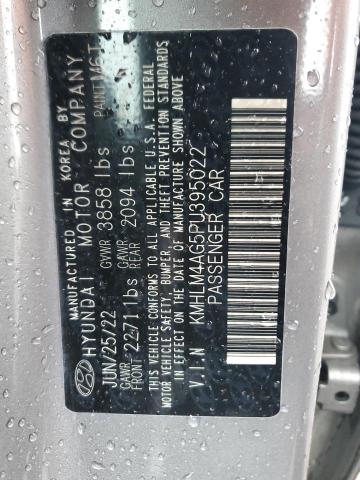 MANUFACTURED IN KOREA BY
HYUNDAI MOTOR COMPANY
JUN/25/22 GVWR 3858 lbs PAINT M6T
GAWR FRONT 2271 lbs GAWR REAR 2094 lbs
THIS VEHICLE CONFORMS TO ALL APPLICABLE U.S.A. FEDERAL
MOTOR VEHICLE SAFETY, BUMPER, AND THEFT PREVENTION STANDARDS
IN EFFECT ON THE DATE OF MANUFACTURE SHOWN ABOVE
V.I.N KMHLM4AG5PU395022
PASSENGER CAR